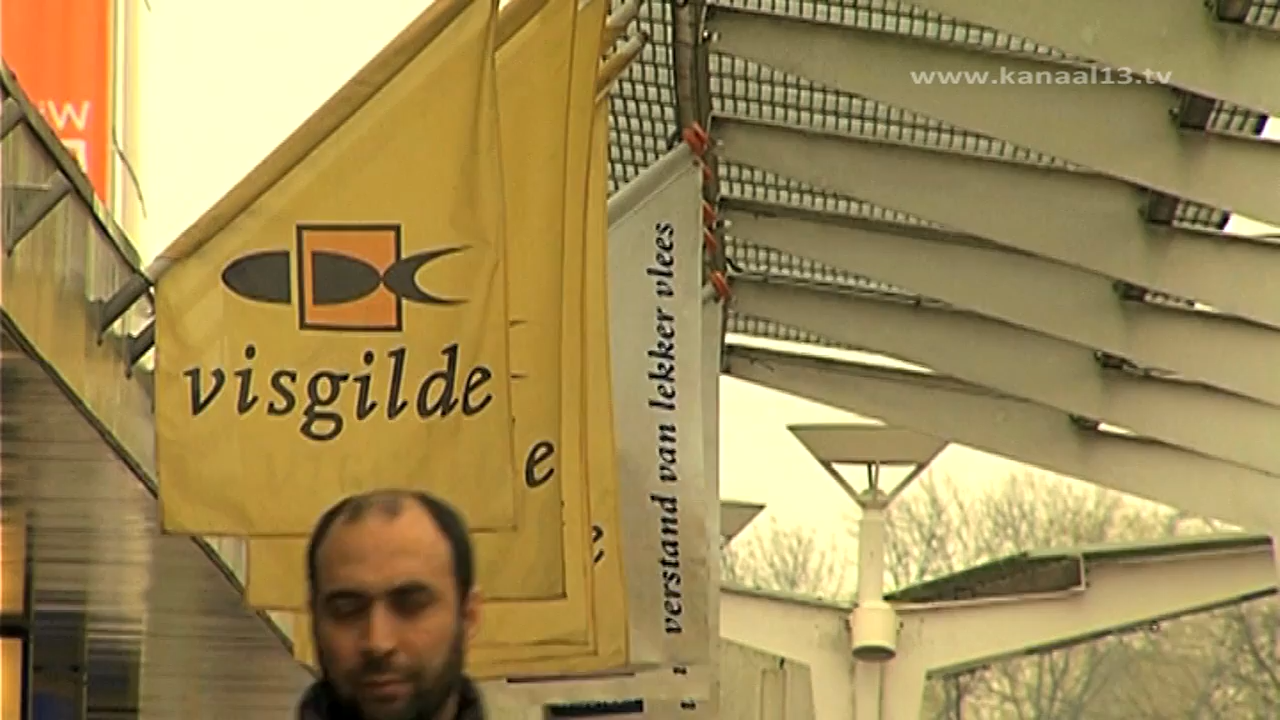 www.kanaal13.tv
visgilde
e
e
verstand van lekker vlees